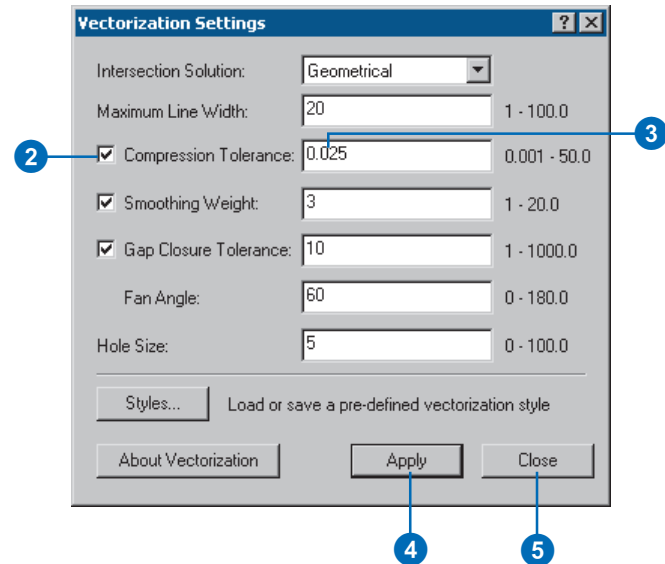 Vectorization Settings ? X
Intersection Solution: Geometrical
Maximum Line Width: 20 1 - 100.0
3
2 Compression Tolerance: 0.025 0.001 - 50.0
Smoothing Weight: 3 1 - 20.0
Gap Closure Tolerance: 10 1 - 1000.0
Fan Angle: 60 0 - 180.0
Hole Size: 5 0 - 100.0
Styles... Load or save a pre-defined vectorization style
About Vectorization Apply Close
4 5